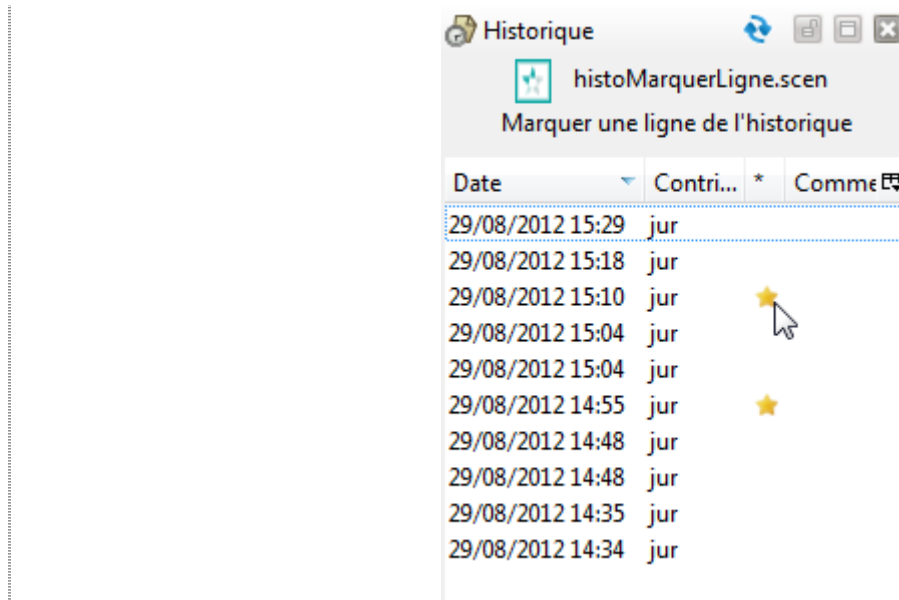 Historique
histoMarquerLigne.scen
Marquer une ligne de l'historique
Date Contri... * Comme
29/08/2012 15:29 jur
29/08/2012 15:18 jur
29/08/2012 15:10 jur
29/08/2012 15:04 jur
29/08/2012 15:04 jur
29/08/2012 14:55 jur
29/08/2012 14:48 jur
29/08/2012 14:48 jur
29/08/2012 14:35 jur
29/08/2012 14:34 jur